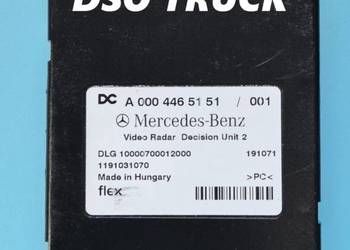 DSO TRUCK
DC A 000 446 51 51 / 001
Mercedes-Benz
Video Radar Decision Unit 2
DLG 10000700012000 191071
1191031070
Made in Hungary >PC<
flex